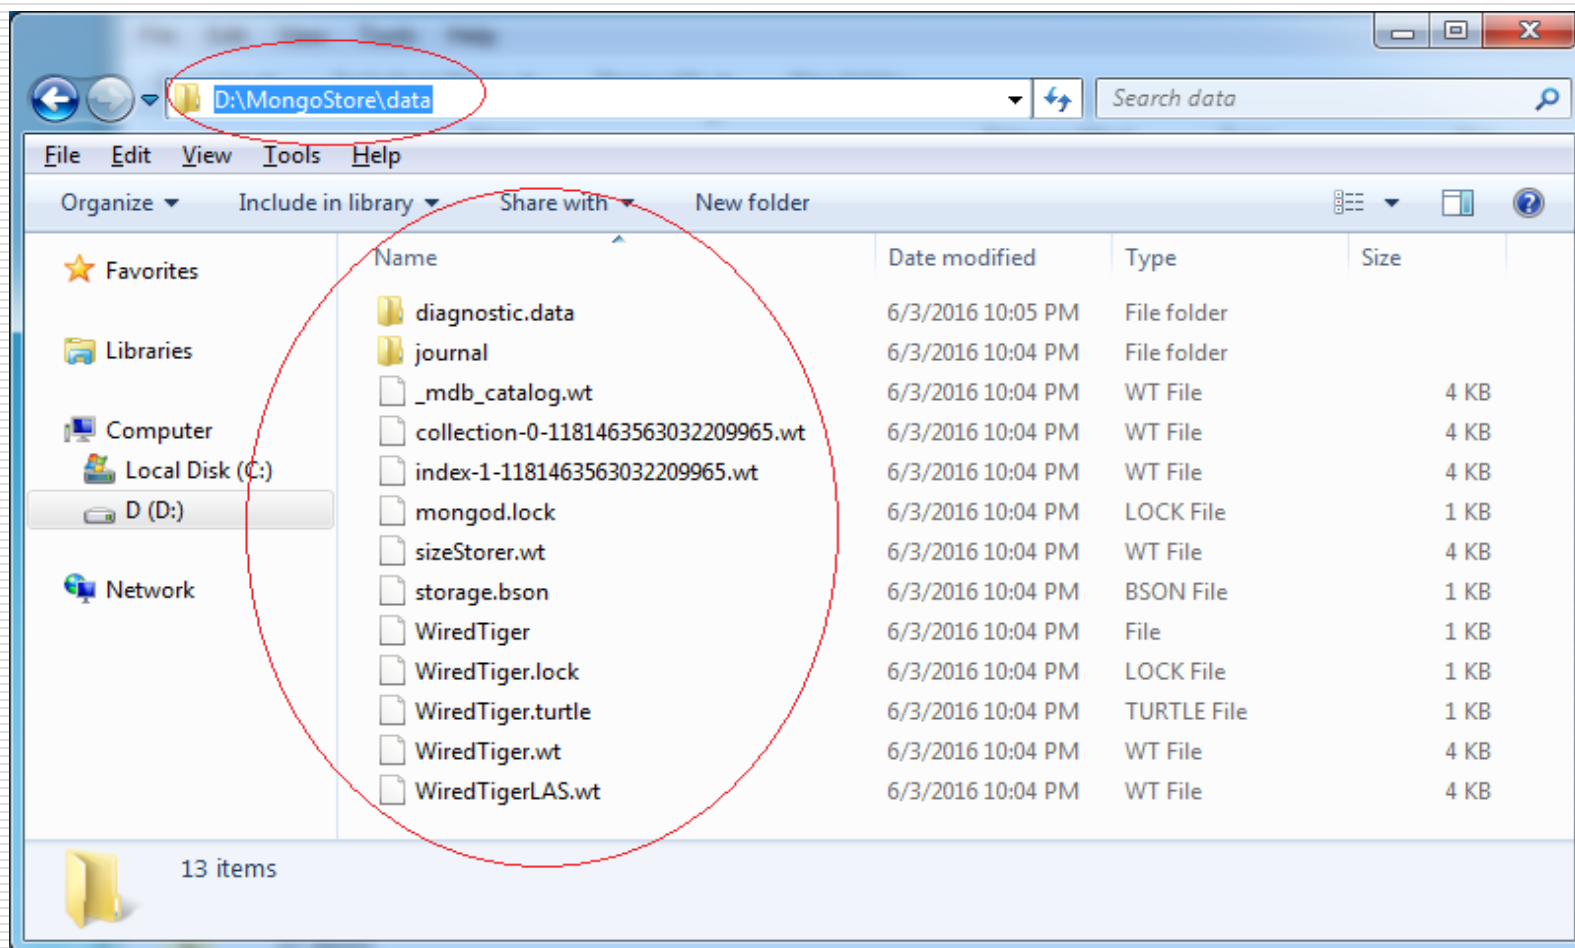 D:\MongoStore\data
Search data
File Edit View Tools Help
Organize Include in library Share with New folder
Name Date modified Type Size
Favorites
Libraries
Computer
Local Disk (C:)
D (D:)
Network
diagnostic.data 6/3/2016 10:05 PM File folder
journal 6/3/2016 10:04 PM File folder
_mdb_catalog.wt 6/3/2016 10:04 PM WT File 4 KB
collection-0-1181463563032209965.wt 6/3/2016 10:04 PM WT File 4 KB
index-1-1181463563032209965.wt 6/3/2016 10:04 PM WT File 4 KB
mongod.lock 6/3/2016 10:04 PM LOCK File 1 KB
sizeStorer.wt 6/3/2016 10:04 PM WT File 4 KB
storage.bson 6/3/2016 10:04 PM BSON File 1 KB
WiredTiger 6/3/2016 10:04 PM File 1 KB
WiredTiger.lock 6/3/2016 10:04 PM LOCK File 1 KB
WiredTiger.turtle 6/3/2016 10:04 PM TURTLE File 1 KB
WiredTiger.wt 6/3/2016 10:04 PM WT File 4 KB
WiredTigerLAS.wt 6/3/2016 10:04 PM WT File 4 KB
13 items